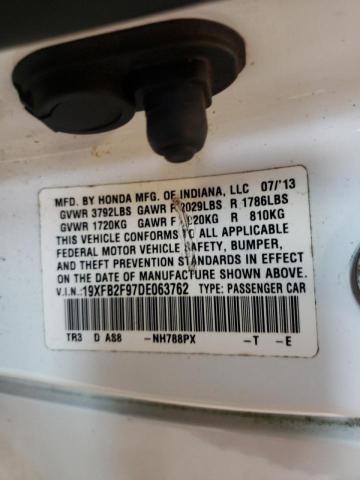 MFD. BY HONDA MFG. OF INDIANA, LLC 07/'13
GVWR 3792LBS GAWR F 2029LBS R 1786LBS
GVWR 1720KG GAWR F 920KG R 810KG
THIS VEHICLE CONFORMS TO ALL APPLICABLE
FEDERAL MOTOR VEHICLE SAFETY, BUMPER,
AND THEFT PREVENTION STANDARDS IN EFFECT
ON THE DATE OF MANUFACTURE SHOWN ABOVE.
V.I.N.: 19XFB2F97DE063762 TYPE: PASSENGER CAR
TR3 D AS8 -NH788PX -T -E